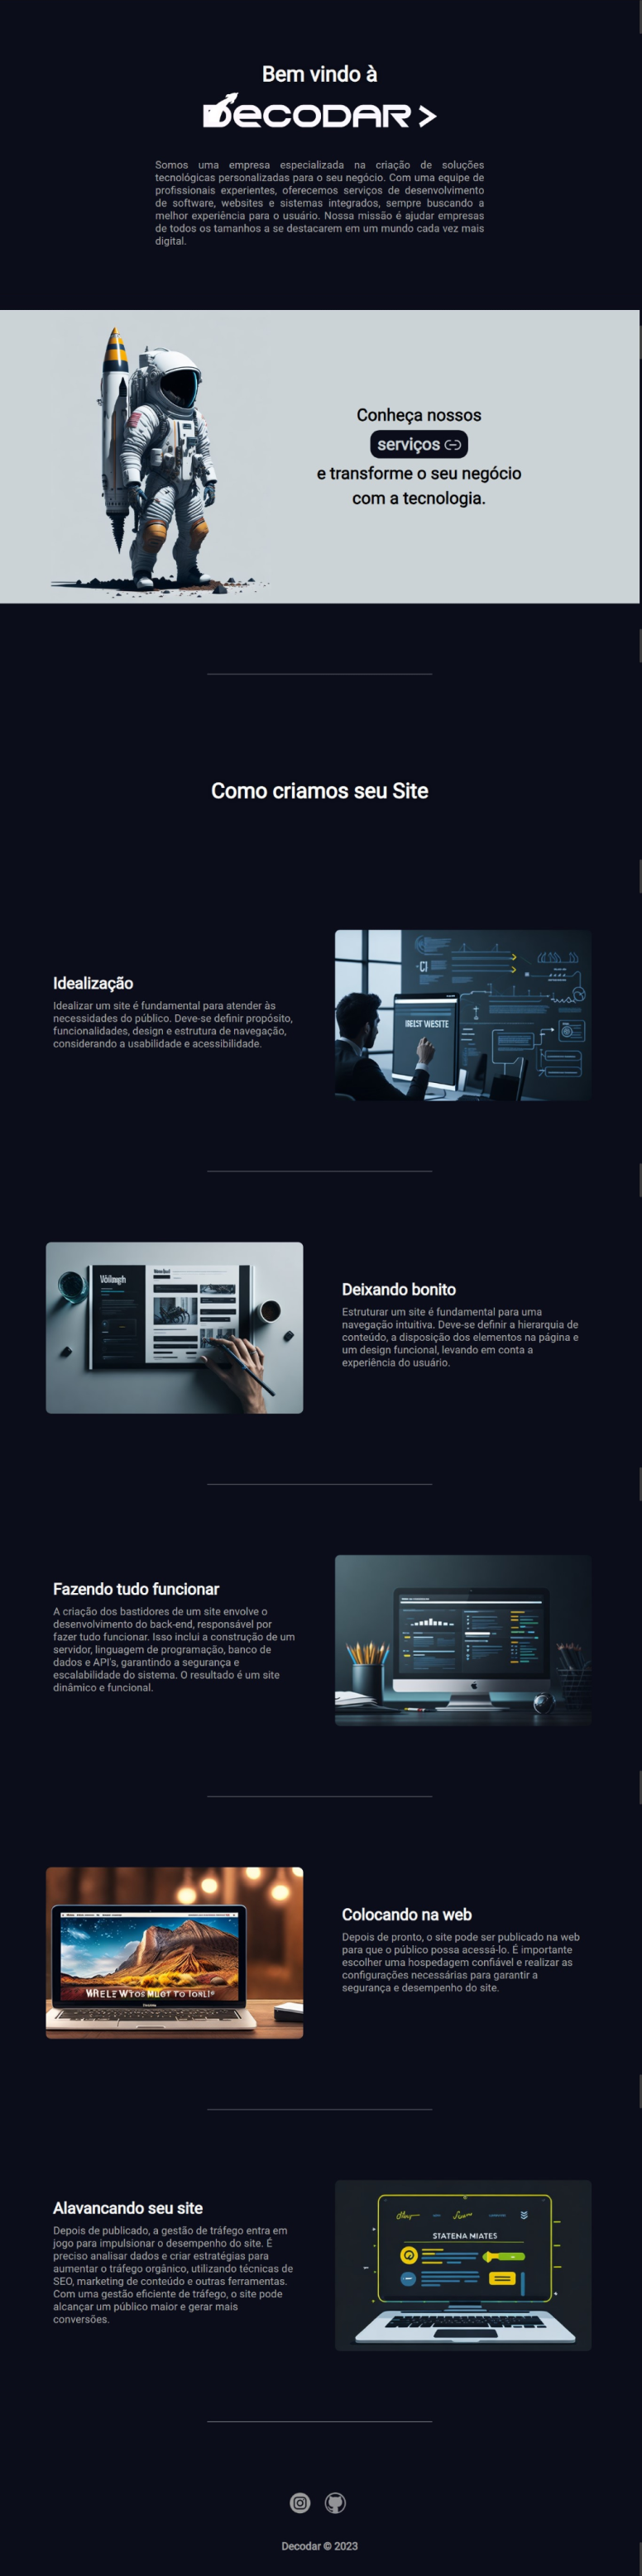 Bem vindo à
DECODAR >
Somos uma empresa especializada na criação de soluções
tecnológicas personalizadas para o seu negócio. Com uma equipe de
profissionais experientes, oferecemos serviços de desenvolvimento
de software, websites e sistemas integrados, sempre buscando a
melhor experiência para o usuário. Nossa missão é ajudar empresas
de todos os tamanhos a se destacarem em um mundo cada vez mais
digital.
Conheça nossos
serviços
e transforme o seu negócio
com a tecnologia.
Como criamos seu Site
Idealização
Idealizar um site é fundamental para atender às
necessidades do público. Deve-se definir propósito,
funcionalidades, design e estrutura de navegação,
considerando a usabilidade e acessibilidade.
Deixando bonito
Estruturar um site é fundamental para uma
navegação intuitiva. Deve-se definir a hierarquia de
conteúdo, a disposição dos elementos na página e
um design funcional, levando em conta a
experiência do usuário.
Fazendo tudo funcionar
A criação dos bastidores de um site envolve o
desenvolvimento do back-end, responsável por
fazer tudo funcionar. Isso inclui a construção de um
servidor, linguagem de programação, banco de
dados e API's, garantindo a segurança e
escalabilidade do sistema. O resultado é um site
dinâmico e funcional.
Colocando na web
Depois de pronto, o site pode ser publicado na web
para que o público possa acessá-lo. É importante
escolher uma hospedagem confiável e realizar as
configurações necessárias para garantir a
segurança e desempenho do site.
Alavancando seu site
Depois de publicado, a gestão de tráfego entra em
jogo para impulsionar o desempenho do site. É
preciso analisar dados e criar estratégias para
aumentar o tráfego orgânico, utilizando técnicas de
SEO, marketing de conteúdo e outras ferramentas.
Com uma gestão eficiente de tráfego, o site pode
alcançar um público maior e gerar mais
conversões.
STATENA MIATES
Decodar © 2023